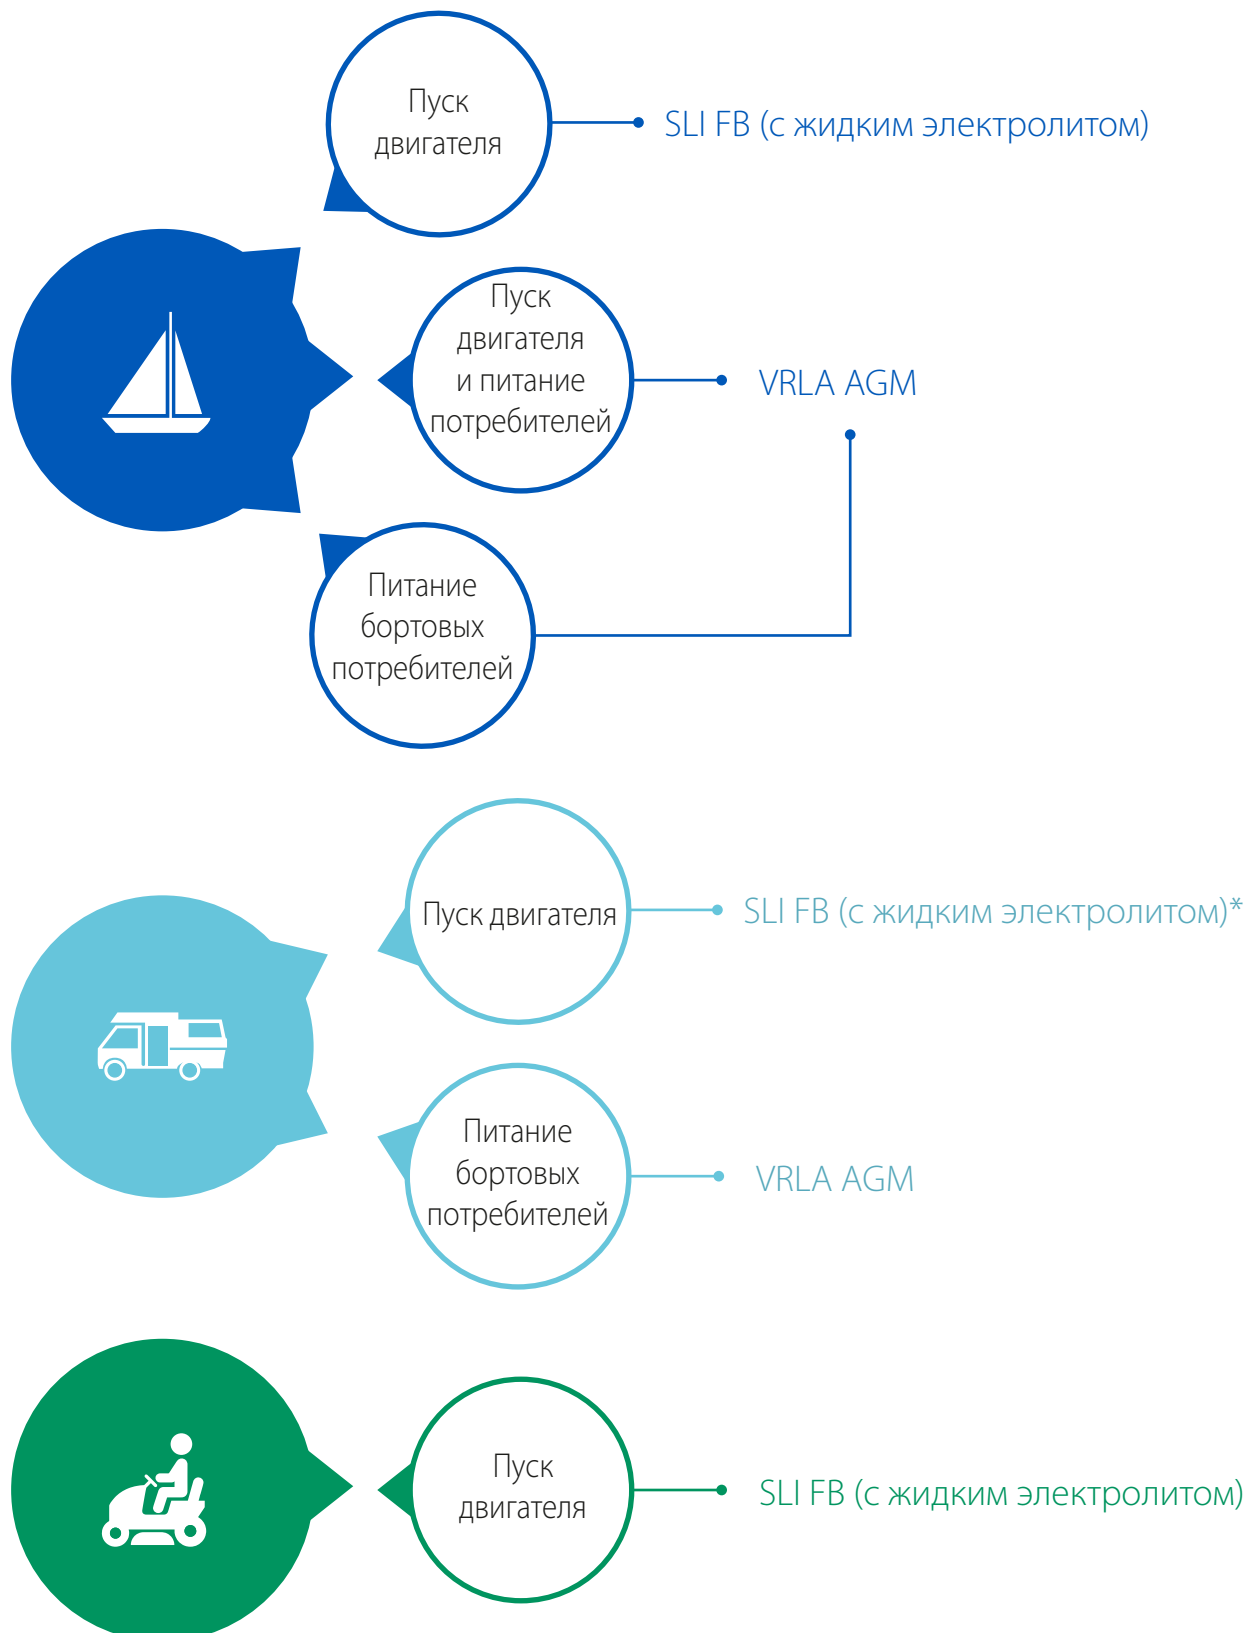 Пуск
двигателя
SLI FB (с жидким электролитом)
Пуск
двигателя
и питание
потребителей
VRLA AGM
Питание
бортовых
потребителей
Пуск двигателя
SLI FB (с жидким электролитом)*
Питание
бортовых
потребителей
VRLA AGM
Пуск
двигателя
SLI FB (с жидким электролитом)